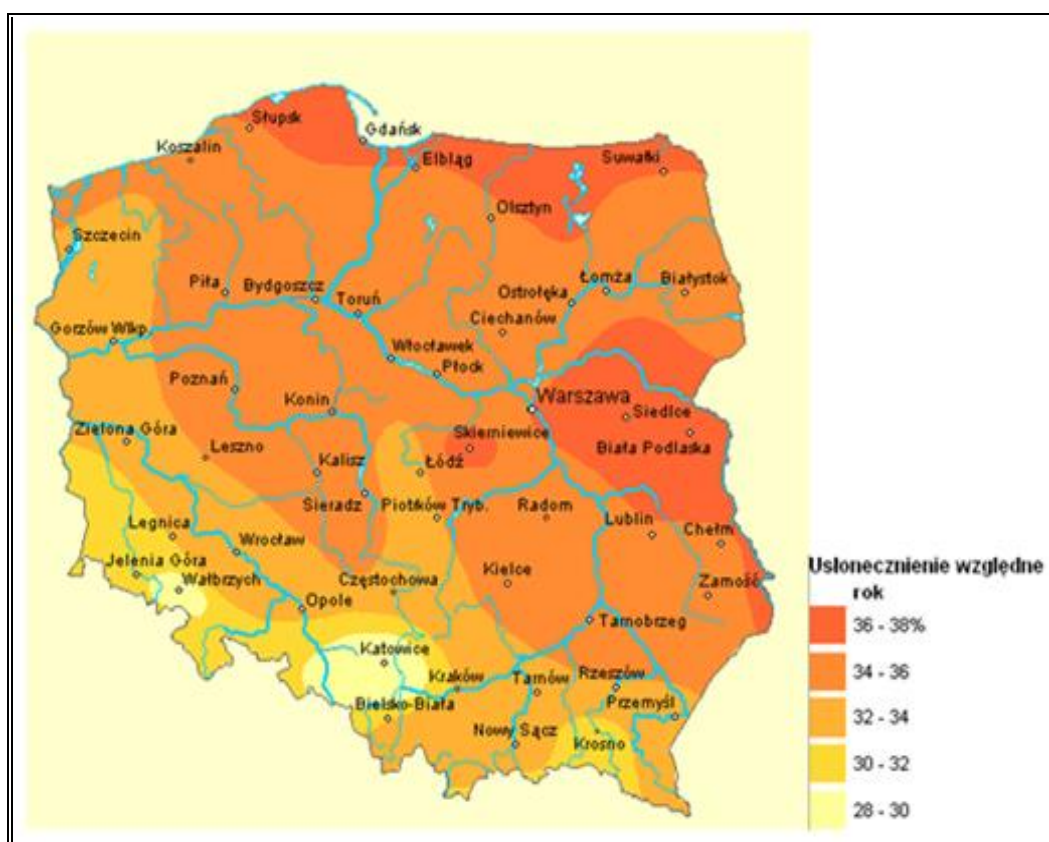 Słupsk
Gdańsk
Koszalin
Elbląg
Suwałki
Olsztyn
Szczecin
Piła
Bydgoszcz
Toruń
Ostrołęka
Łomża
Białystok
Ciechanów
Gorzów Wlkp.
Włocławek
Płock
Poznań
Konin
Warszawa
Siedlce
Skierniewice
Biała Podlaska
Zielona Góra
Leszno
Kalisz
Łódź
Sieradz
Piotrków Tryb.
Radom
Lublin
Chełm
Legnica
Wrocław
Jelenia Góra
Wałbrzych
Częstochowa
Kielce
Zamość
Opole
Tarnobrzeg
Katowice
Kraków
Tarnów
Rzeszów
Przemyśl
Bielsko-Biała
Nowy Sącz
Krosno
Usłonecznienie względne
rok
36 - 38%
34 - 36
32 - 34
30 - 32
28 - 30